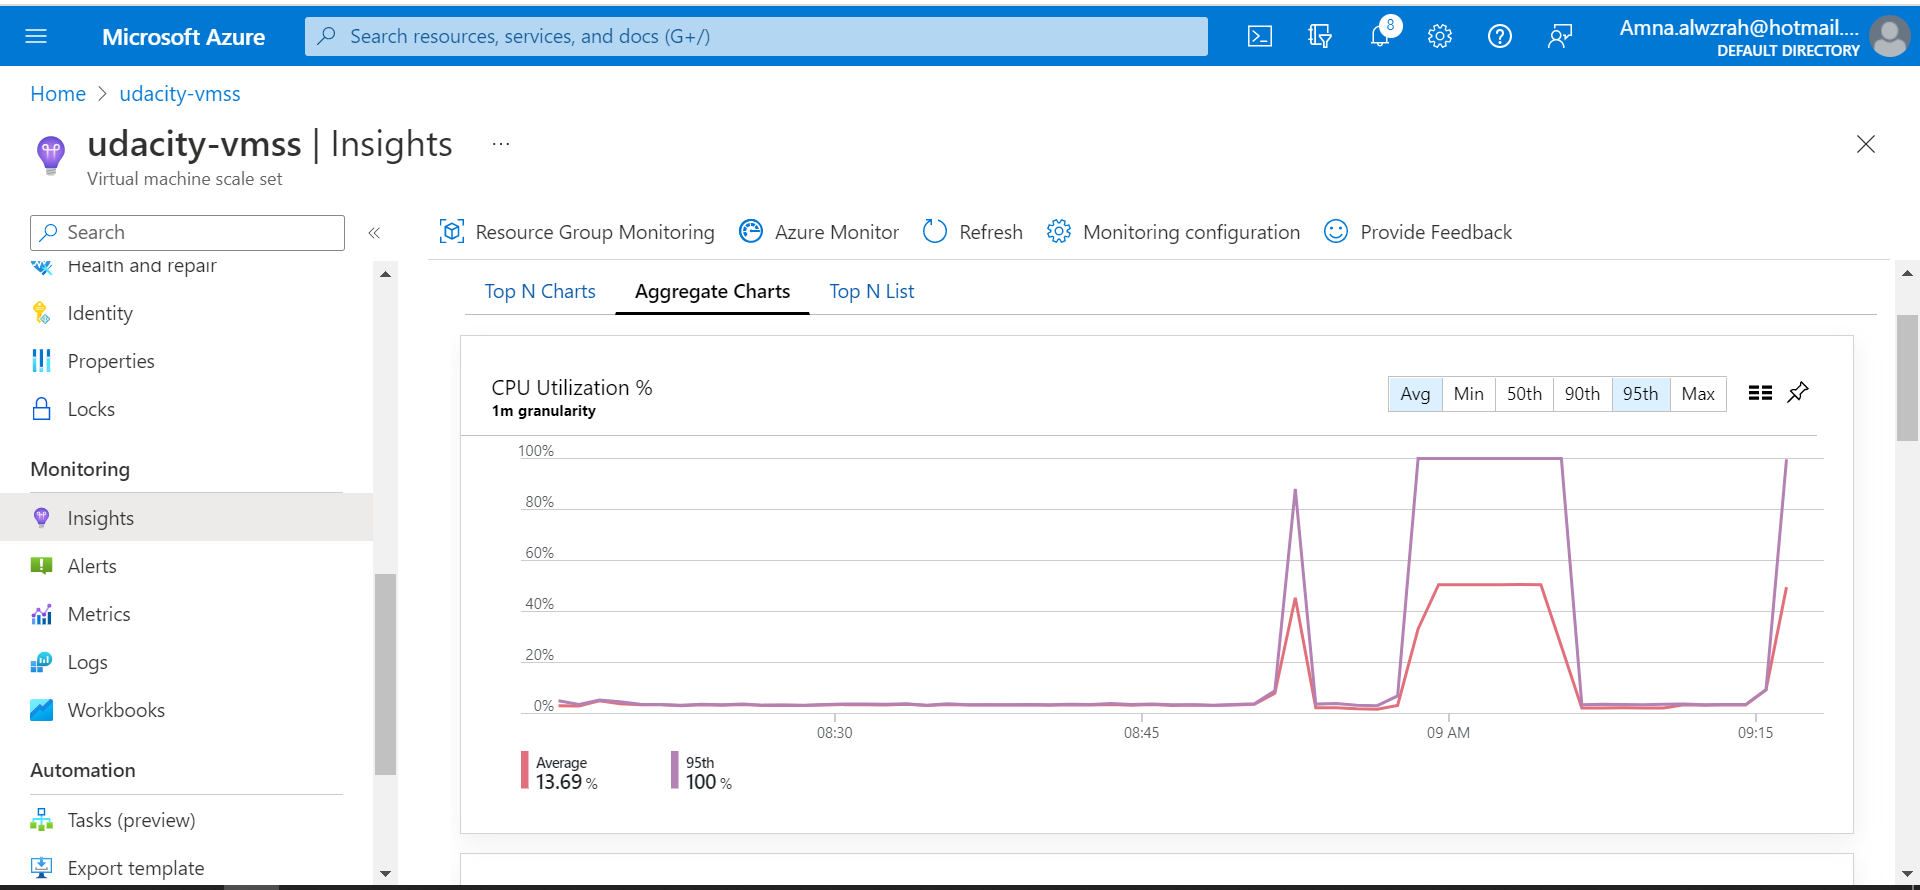 Microsoft Azure
Search resources, services, and docs (G+/)
8
Amna.alwzrah@hotmail....
DEFAULT DIRECTORY
Home > udacity-vmss
udacity-vmss | Insights ...
Virtual machine scale set
Search
«
Health and repair
Identity
Properties
Locks
Monitoring
Insights
Alerts
Metrics
Logs
Workbooks
Automation
Tasks (preview)
Export template
Resource Group Monitoring
Azure Monitor
Refresh
Monitoring configuration
Provide Feedback
Top N Charts
Aggregate Charts
Top N List
CPU Utilization %
1m granularity
Avg
Min
50th
90th
95th
Max
100%
80%
60%
40%
20%
0%
08:30
08:45
09 AM
09:15
Average
13.69 %
95th
100 %